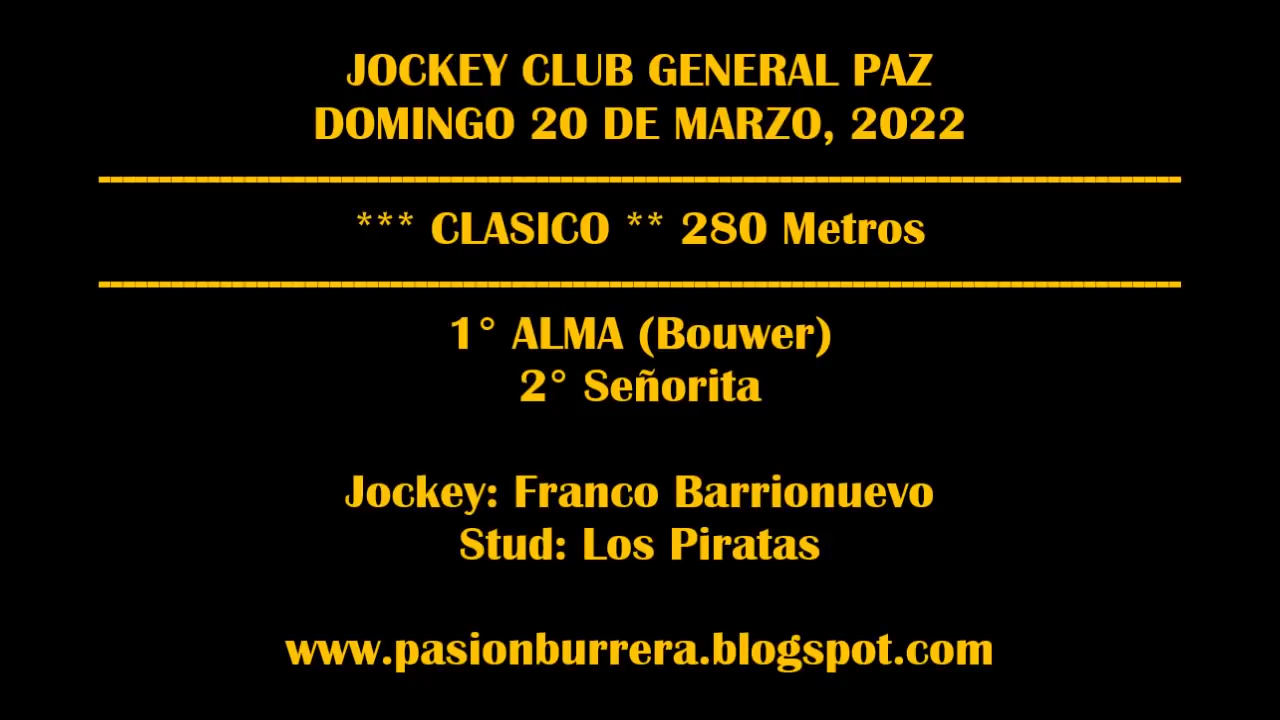 JOCKEY CLUB GENERAL PAZ
DOMINGO 20 DE MARZO, 2022
*** CLASICO ** 280 Metros
1° ALMA (Bouwer)
2° Señorita
Jockey: Franco Barrionuevo
Stud: Los Piratas
www.pasionburrera.blogspot.com